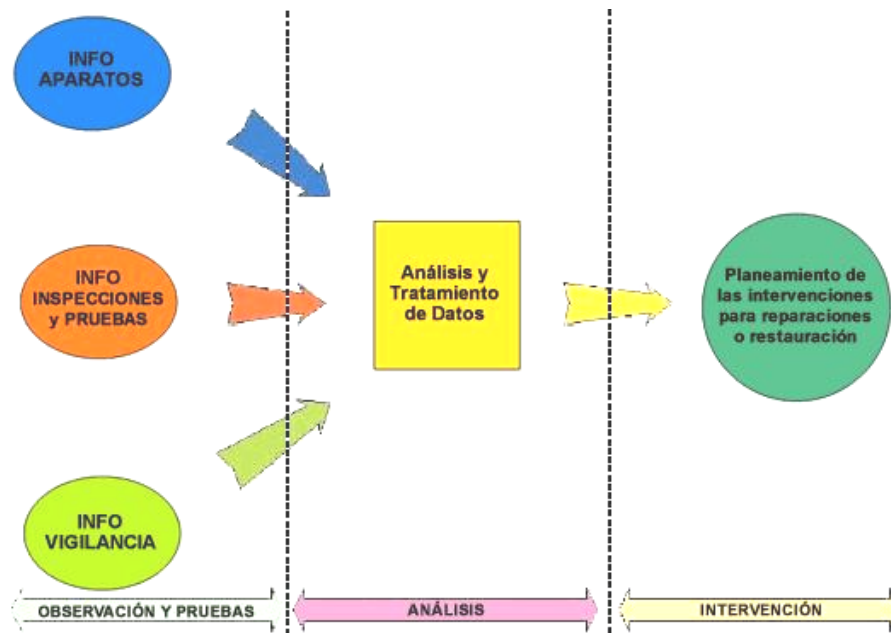 INFO
APARATOS
INFO
INSPECCIONES
y PRUEBAS
INFO
VIGILANCIA
Análisis y
Tratamiento
de Datos
Planeamiento de
las intervenciones
para reparaciones
o restauración
OBSERVACIÓN Y PRUEBAS
ANÁLISIS
INTERVENCIÓN